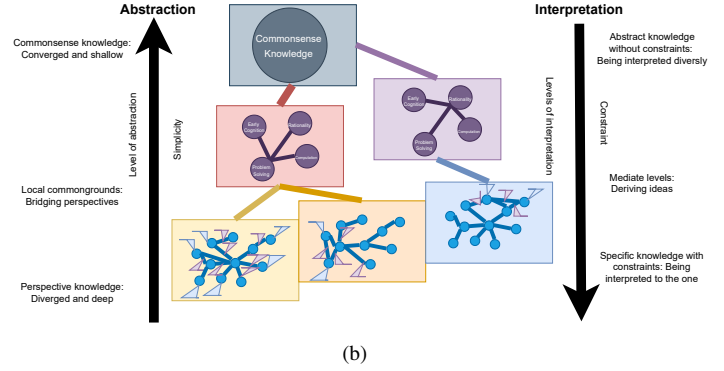 Abstraction
Interpretation
Commonsense knowledge:
Converged and shallow
Commonsense
Knowledge
Abstract knowledge
without constraints:
Being interpreted diversly
Level of abstraction
Simplicity
Early
Cognition
Rationality
Computation
Problem
Solving
Early
Cognition
Rationality
Computation
Problem
Solving
Levels of interpretation
Constraint
Local commongrounds:
Bridging perspectives
Mediate levels:
Deriving ideas
Perspective knowledge:
Diverged and deep
Specific knowledge with
constraints: Being
interpreted to the one
(b)